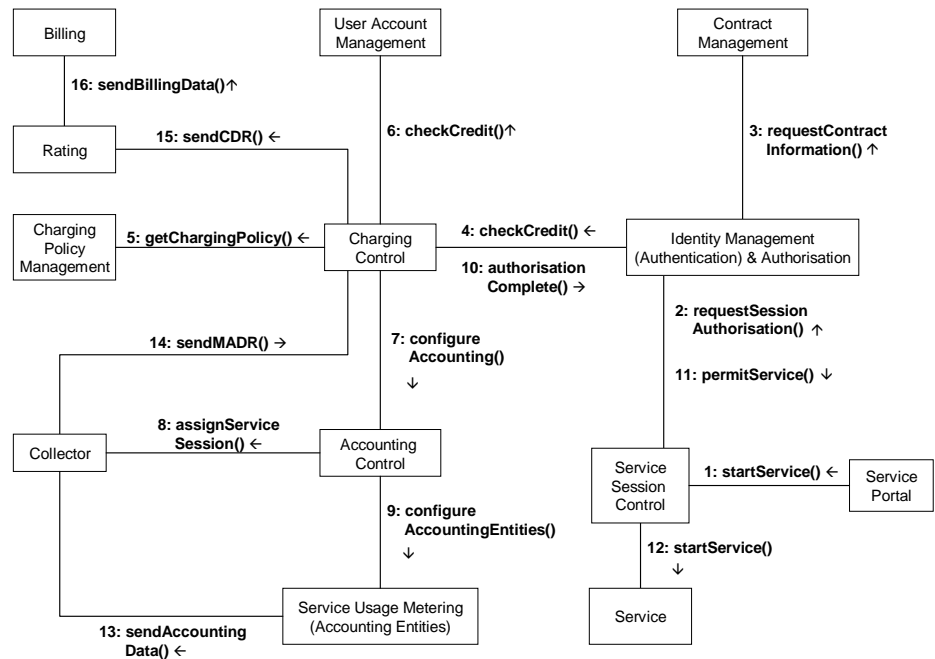 Billing
User Account
Management
Contract
Management
16: sendBillingData()↑
6: checkCredit()↑
3: requestContract
Information() ↑
15: sendCDR() ←
Rating
Charging
Policy
Management
5: getChargingPolicy() ←
Charging
Control
4: checkCredit() ←
10: authorisation
Complete() →
Identity Management
(Authentication) & Authorisation
2: requestSession
Authorisation() ↑
11: permitService() ↓
14: sendMADR() →
7: configure
Accounting()
↓
8: assignService
Session() ←
Collector
Accounting
Control
Service
Session
Control
1: startService() ←
Service
Portal
9: configure
AccountingEntities()
↓
12: startService()
↓
Service Usage Metering
(Accounting Entities)
Service
13: sendAccounting
Data() ←